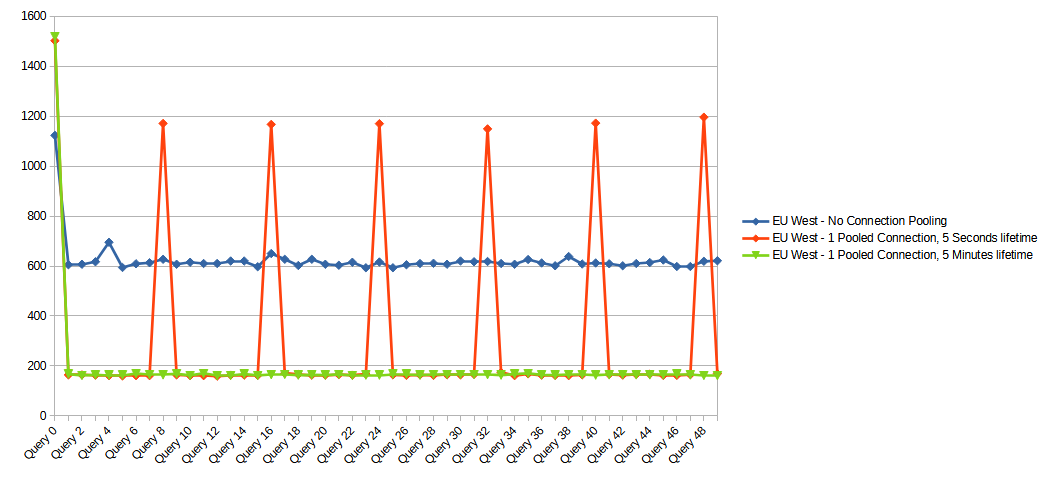 1600
1400
1200
1000
800
600
400
200
0
Query 0
Query 2
Query 4
Query 6
Query 8
Query 10
Query 12
Query 14
Query 16
Query 18
Query 20
Query 22
Query 24
Query 26
Query 28
Query 30
Query 32
Query 34
Query 36
Query 38
Query 40
Query 42
Query 44
Query 46
Query 48
EU West - No Connection Pooling
EU West - 1 Pooled Connection, 5 Seconds lifetime
EU West - 1 Pooled Connection, 5 Minutes lifetime